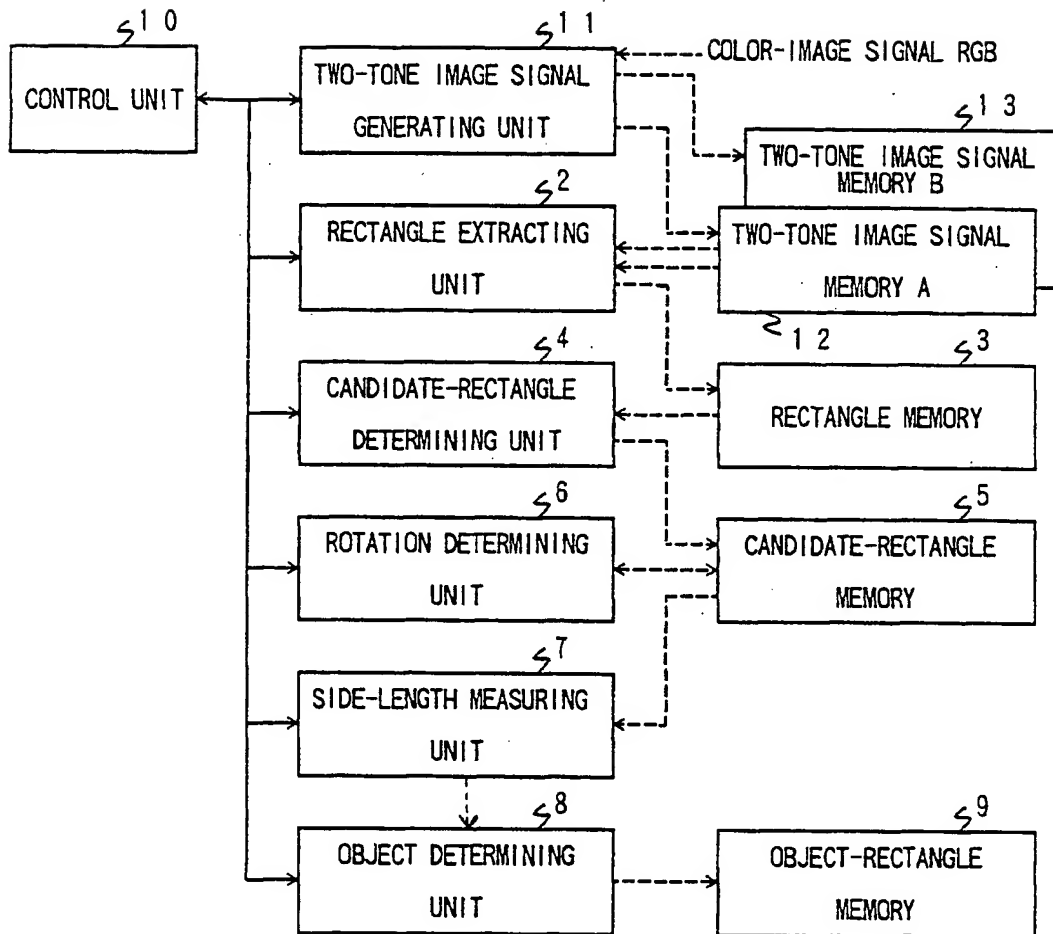 10
CONTROL UNIT
11
TWO-TONE IMAGE SIGNAL
GENERATING UNIT
COLOR-IMAGE SIGNAL RGB
13
TWO-TONE IMAGE SIGNAL
MEMORY B
2
RECTANGLE EXTRACTING
UNIT
TWO-TONE IMAGE SIGNAL
MEMORY A
12
4
CANDIDATE-RECTANGLE
DETERMINING UNIT
3
RECTANGLE MEMORY
6
ROTATION DETERMINING
UNIT
5
CANDIDATE-RECTANGLE
MEMORY
7
SIDE-LENGTH MEASURING
UNIT
8
OBJECT DETERMINING
UNIT
9
OBJECT-RECTANGLE
MEMORY